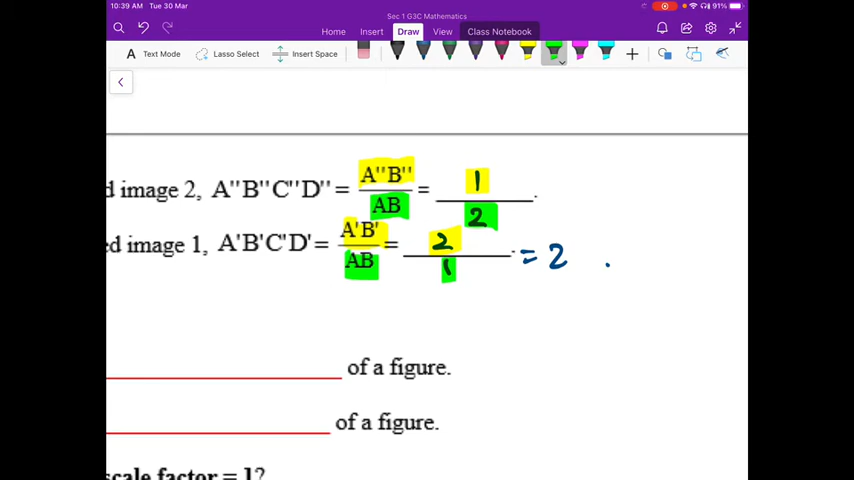 10:39 AM Tue 30 Mar 91%
Sec 1 G3C Mathematics
Home Insert Draw View Class Notebook
A Text Mode Lasso Select Insert Space
d image 2, A''B''C''D'' = A''B''/AB = 1/2.
ed image 1, A'B'C'D' = A'B'/AB = 2/1 = 2 .
of a figure.
of a figure.
scale factor = 1?